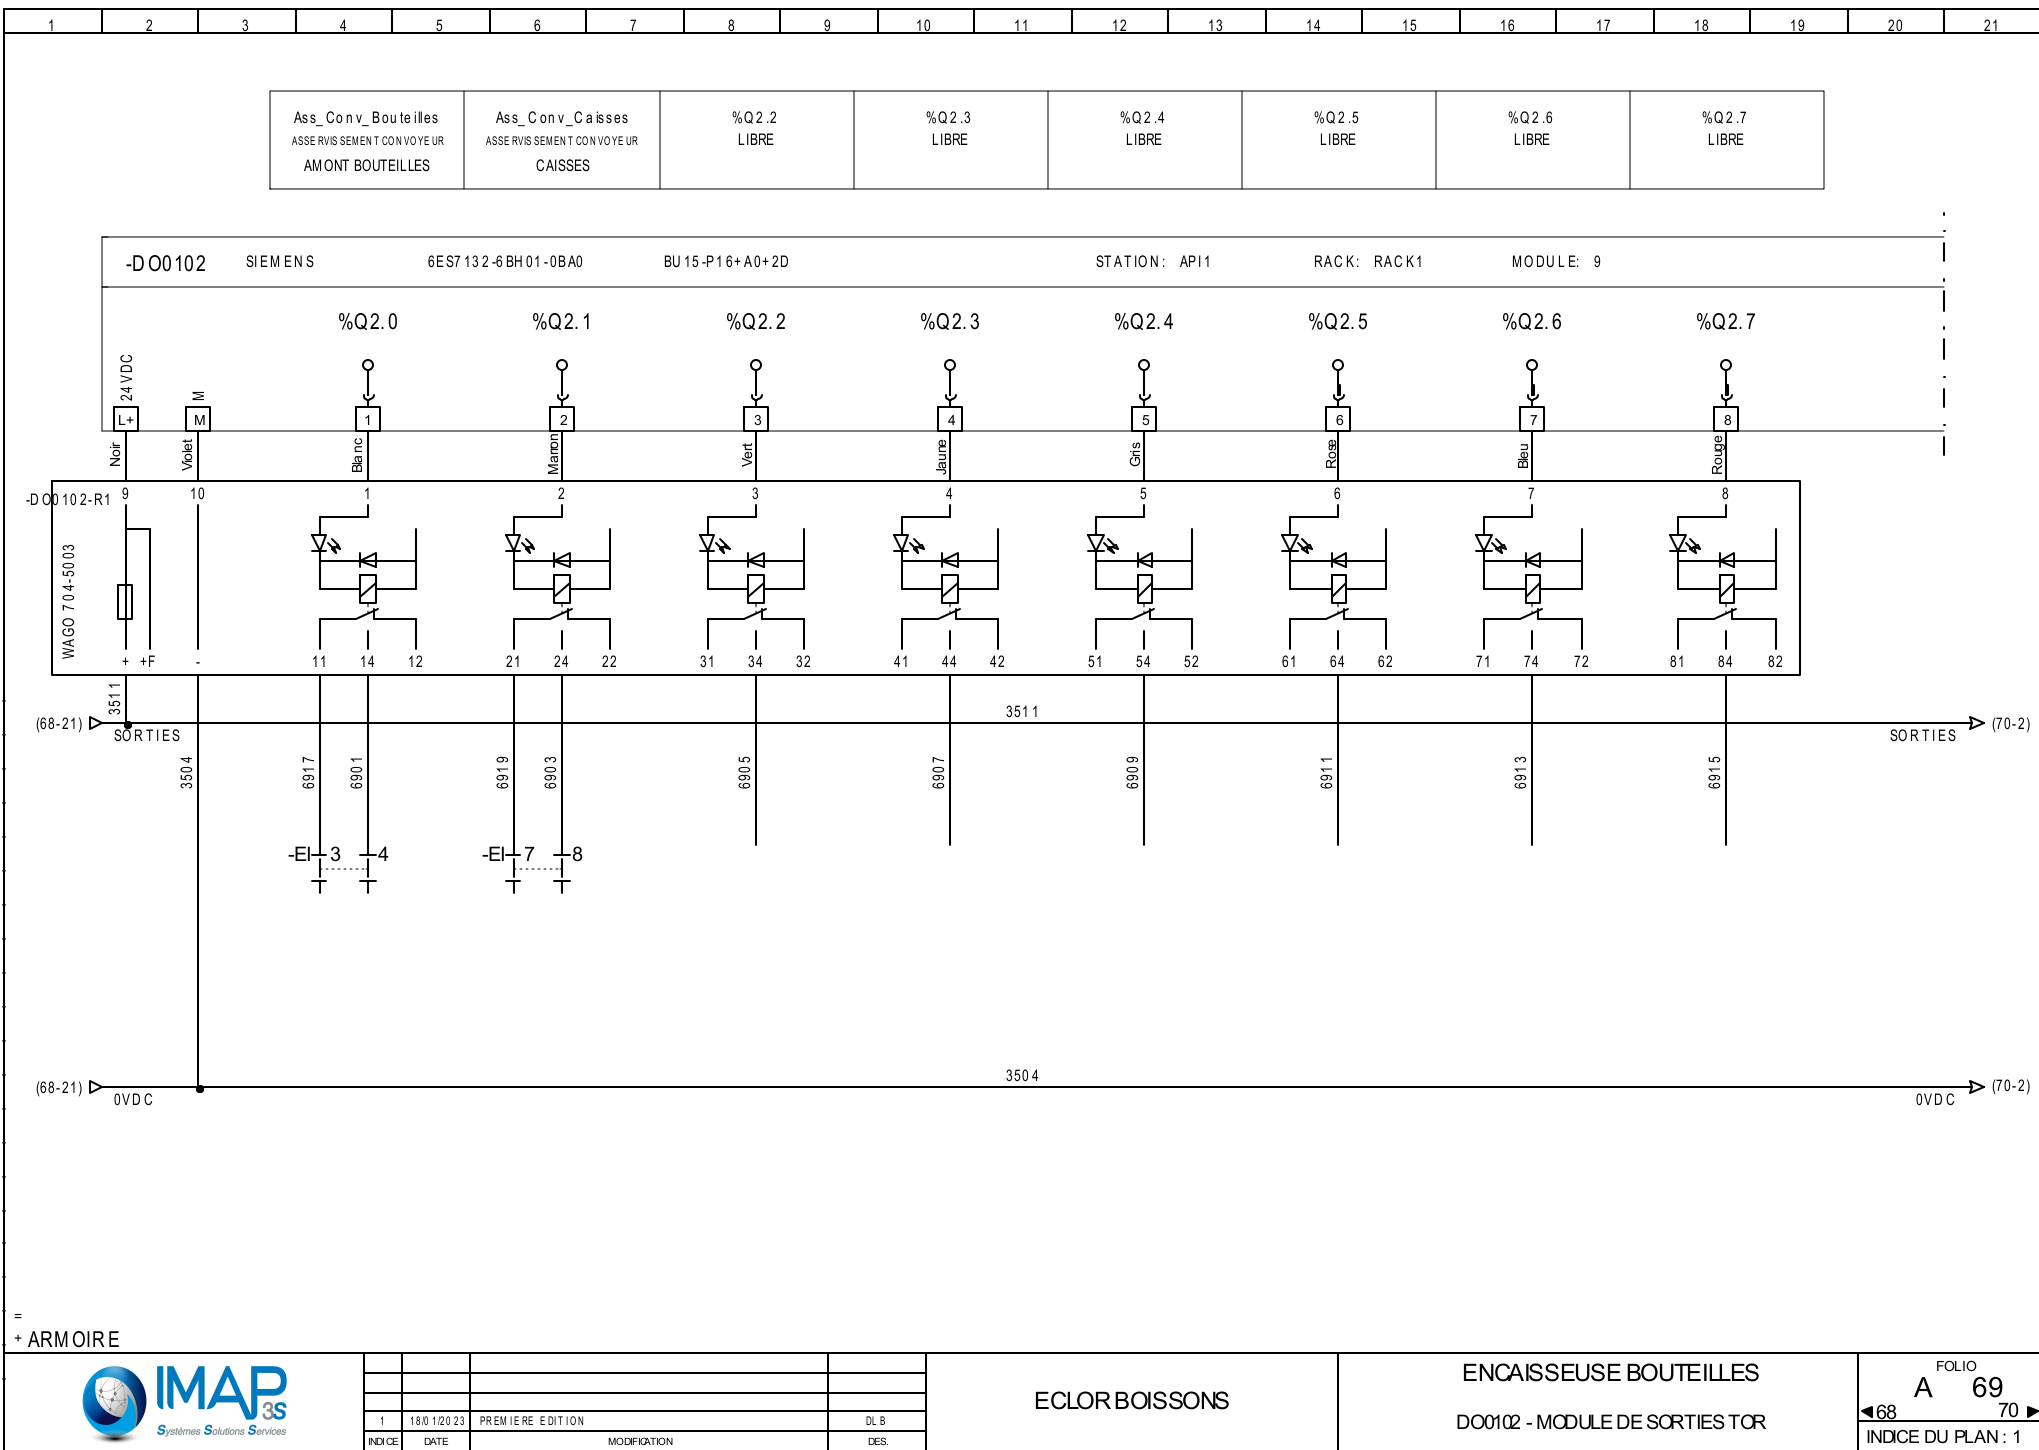 1 2 3 4 5 6 7 8 9 10 11 12 13 14 15 16 17 18 19 20 21
Ass_Conv_Bouteilles Ass_Conv_Caisses %Q2.2 %Q2.3 %Q2.4 %Q2.5 %Q2.6 %Q2.7
ASSERVISSEMENT CONVOYEUR ASSERVISSEMENT CONVOYEUR LIBRE LIBRE LIBRE LIBRE LIBRE LIBRE
AMONT BOUTEILLES CAISSES
-DO0102 SIEMENS 6ES7132-6BH01-0BA0 BU15-P16+A0+2D STATION: API1 RACK: RACK1 MODULE: 9
%Q2.0 %Q2.1 %Q2.2 %Q2.3 %Q2.4 %Q2.5 %Q2.6 %Q2.7
24VDC M
L+ M 1 2 3 4 5 6 7 8
Noir Violet Blanc Marron Vert Jaune Gris Rose Bleu Rouge
-DO0102-R1 9 10 1 2 3 4 5 6 7 8
WAGO 704-5003
+ +F - 11 14 12 21 24 22 31 34 32 41 44 42 51 54 52 61 64 62 71 74 72 81 84 82
3511
(68-21) 3511 (70-2)
SORTIES SORTIES
3504 6917 6901 6919 6903 6905 6907 6909 6911 6913 6915
-EI 3 4 -EI 7 8
(68-21) 3504 (70-2)
0VDC 0VDC
=
+ ARMOIRE
IMAP 3S
Systèmes Solutions Services
1 18/01/2023 PREMIERE EDITION DLB
INDICE DATE MODIFICATION DES.
ECLOR BOISSONS
ENCAISSEUSE BOUTEILLES
DO0102 - MODULE DE SORTIES TOR
FOLIO
A 69
68 70
INDICE DU PLAN : 1